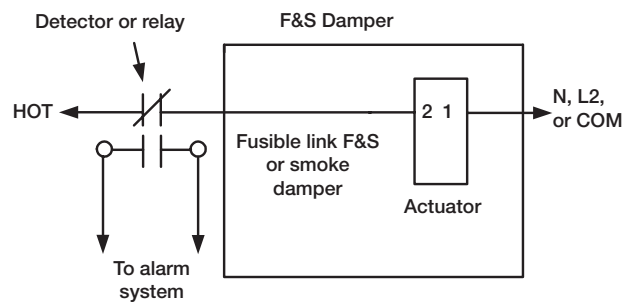 Detector or relay
F&S Damper
HOT
2 1
N, L2,
or COM
Fusible link F&S
or smoke
damper
Actuator
To alarm
system